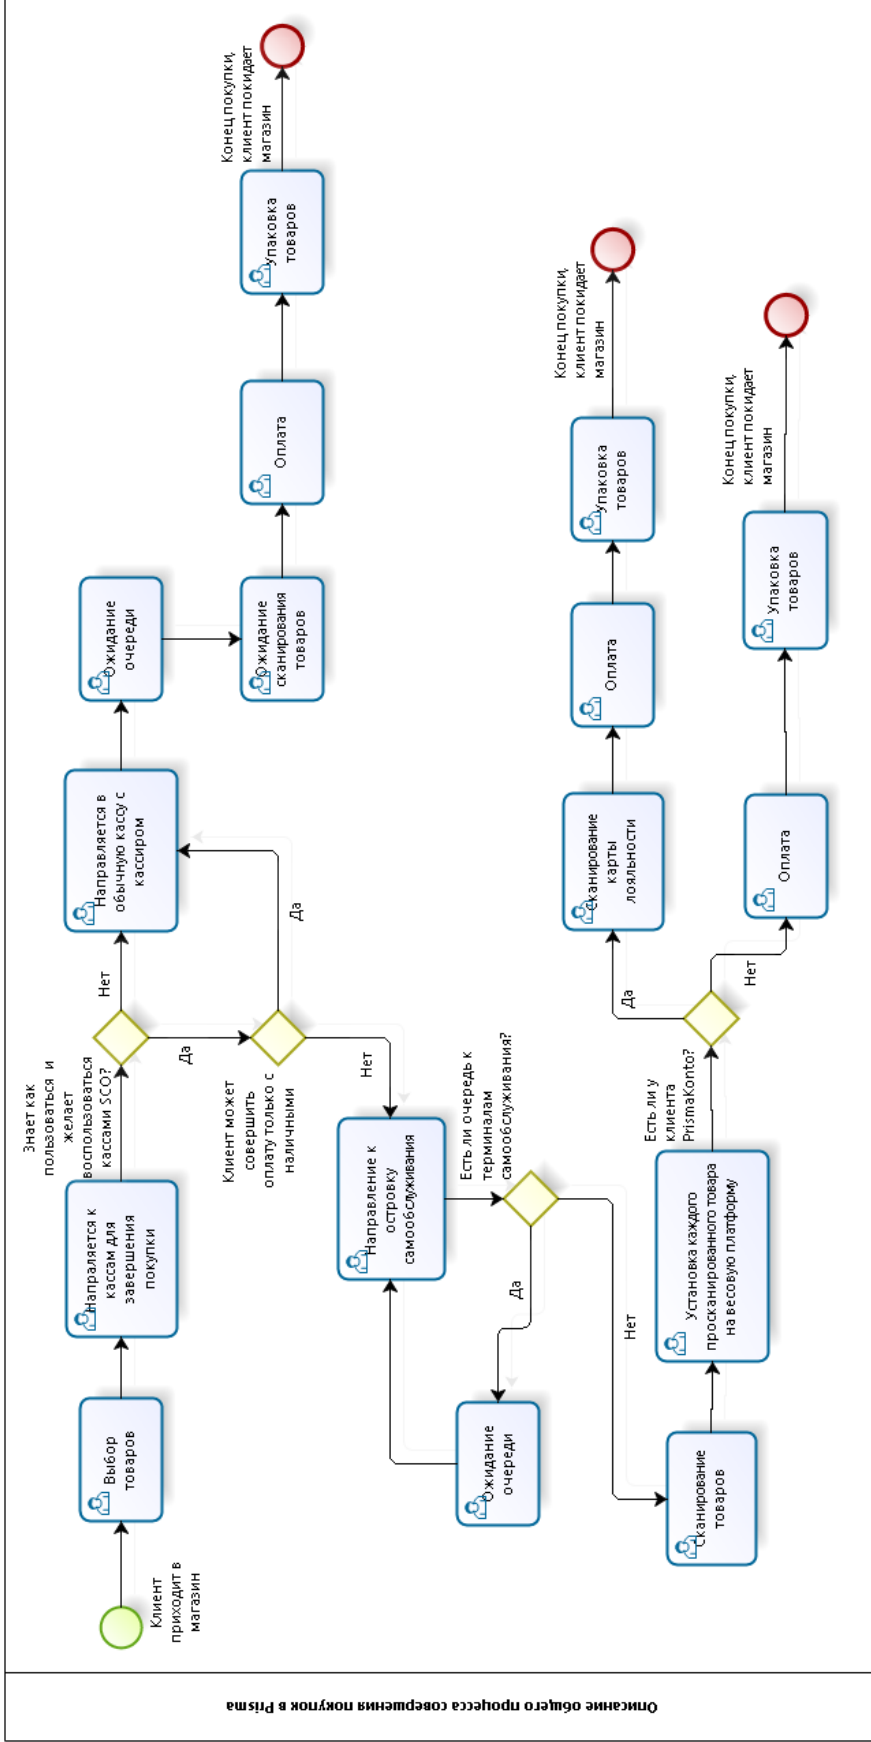 Описание общего процесса совершения покупок в Prisma
Клиент
приходит в
магазин
Выбор
товаров
Напраляется к
кассам для
завершения
покупки
Знает как
пользоваться и
желает
воспользоваться
кассами SCO?
Нет
Да
Направляется в
обычную кассу с
кассиром
Ожидание
очереди
Ожидание
сканирования
товаров
Оплата
Упаковка
товаров
Конец покупки,
клиент покидает
магазин
Клиент может
совершить
оплату только с
наличными
Да
Нет
Направление к
островку
самообслуживания
Есть ли очередь к
терминалам
самообслуживания?
Да
Нет
Ожидание
очереди
Сканирование
товаров
Установка каждого
просканированного товара
на весовую платформу
Есть ли у
клиента
PrismaKonto?
Да
Нет
Сканирование
карты
лояльности
Оплата
Упаковка
товаров
Конец покупки,
клиент покидает
магазин
Оплата
Упаковка
товаров
Конец покупки,
клиент покидает
магазин